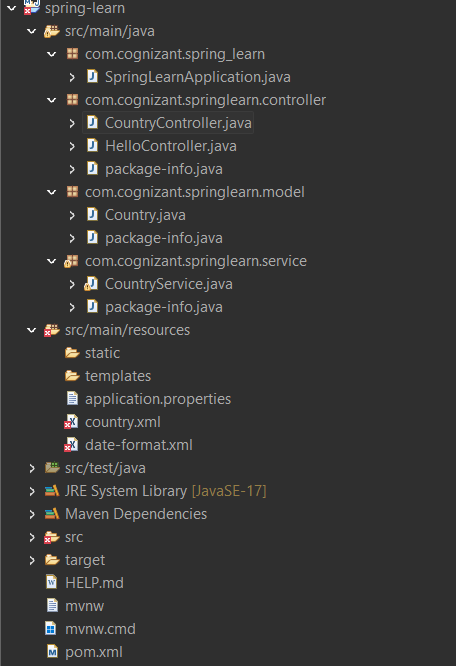 spring-learn
src/main/java
com.cognizant.spring_learn
SpringLearnApplication.java
com.cognizant.springlearn.controller
CountryController.java
HelloController.java
package-info.java
com.cognizant.springlearn.model
Country.java
package-info.java
com.cognizant.springlearn.service
CountryService.java
package-info.java
src/main/resources
static
templates
application.properties
country.xml
date-format.xml
src/test/java
JRE System Library [JavaSE-17]
Maven Dependencies
src
target
HELP.md
mvnw
mvnw.cmd
pom.xml